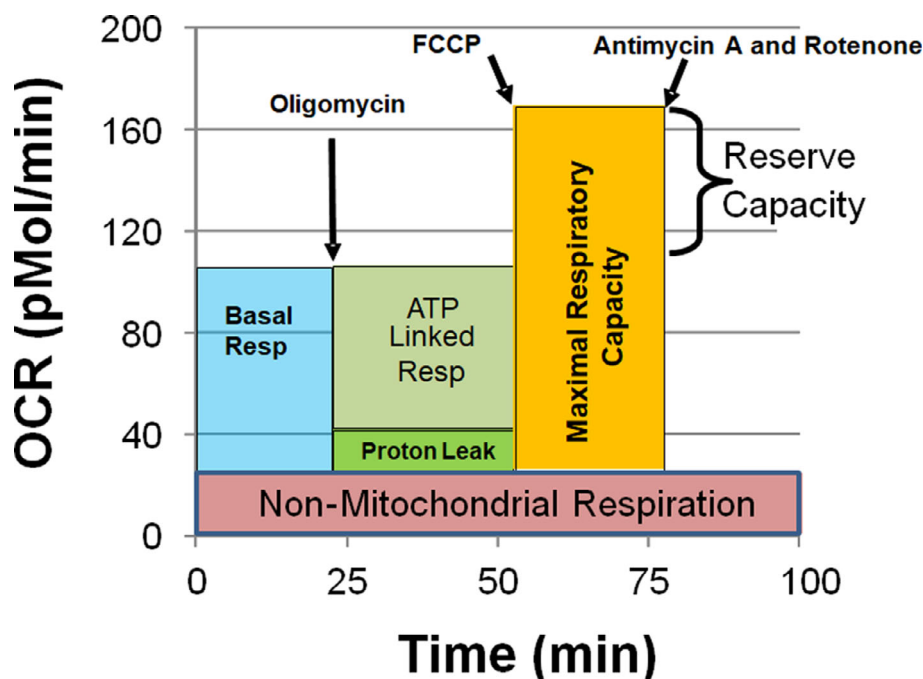 OCR (pMol/min)
200
160
120
80
40
0
FCCP
Antimycin A and Rotenone
Oligomycin
Reserve
Capacity
Maximal Respiratory
Capacity
Basal
Resp
ATP
Linked
Resp
Proton Leak
Non-Mitochondrial Respiration
0
25
50
75
100
Time (min)